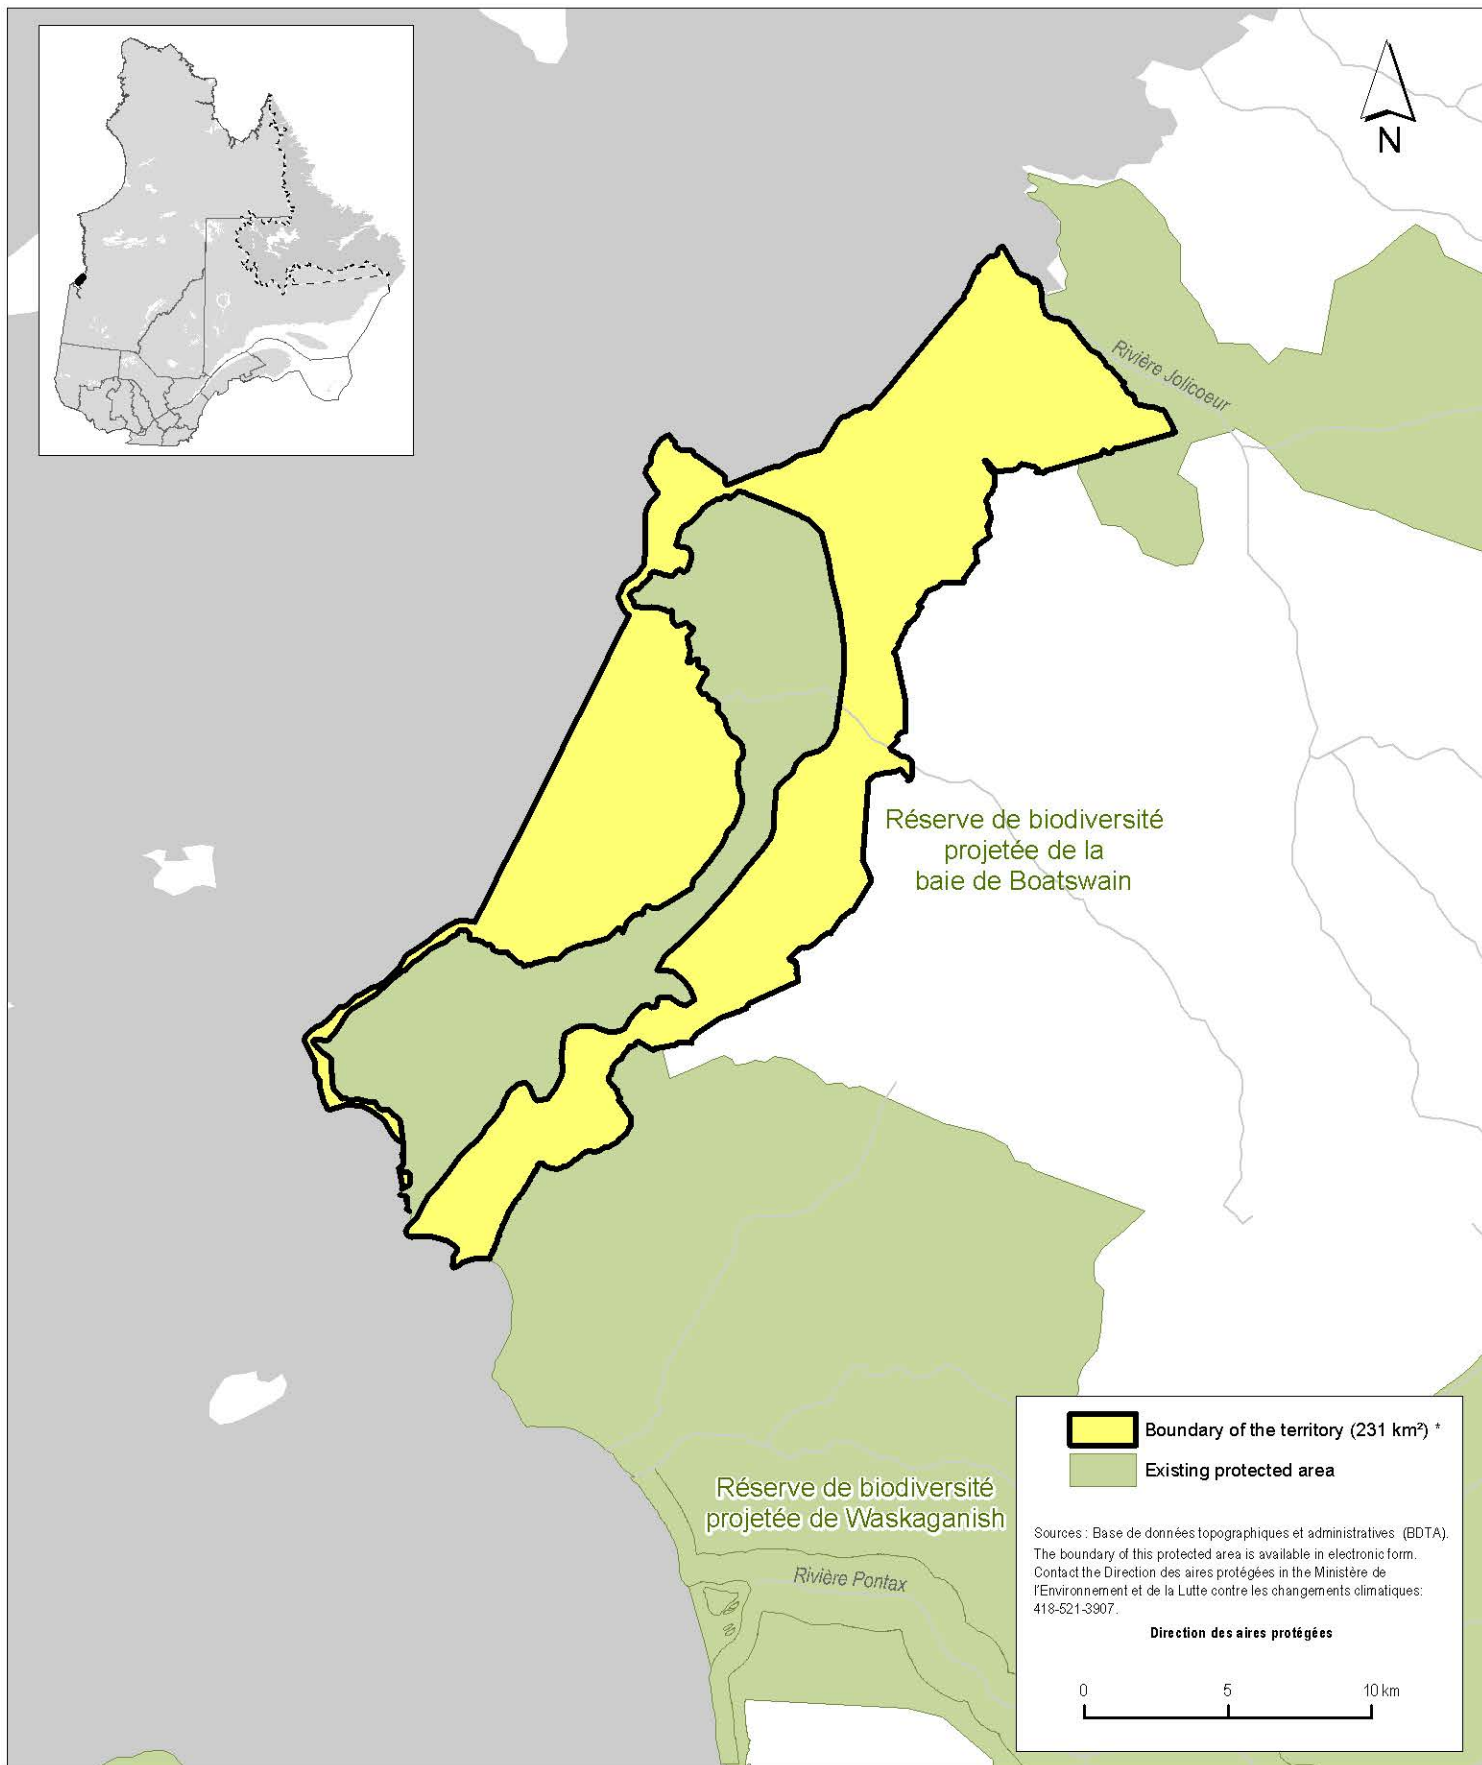 N
Rivière Jolicoeur
Réserve de biodiversité
projetée de la
baie de Boatswain
Réserve de biodiversité
projetée de Waskaganish
Rivière Pontax
Boundary of the territory (231 km²) *
Existing protected area
Sources : Base de données topographiques et administratives (BDTA).
The boundary of this protected area is available in electronic form.
Contact the Direction des aires protégées in the Ministère de
l'Environnement et de la Lutte contre les changements climatiques:
418-521-3907.
Direction des aires protégées
0 5 10 km